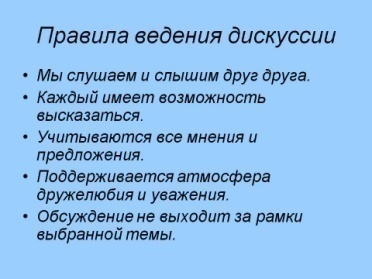 Правила ведения дискуссии
• Мы слушаем и слышим друг друга.
• Каждый имеет возможность
высказаться.
• Учитываются все мнения и
предложения.
• Поддерживается атмосфера
дружелюбия и уважения.
• Обсуждение не выходит за рамки
выбранной темы.